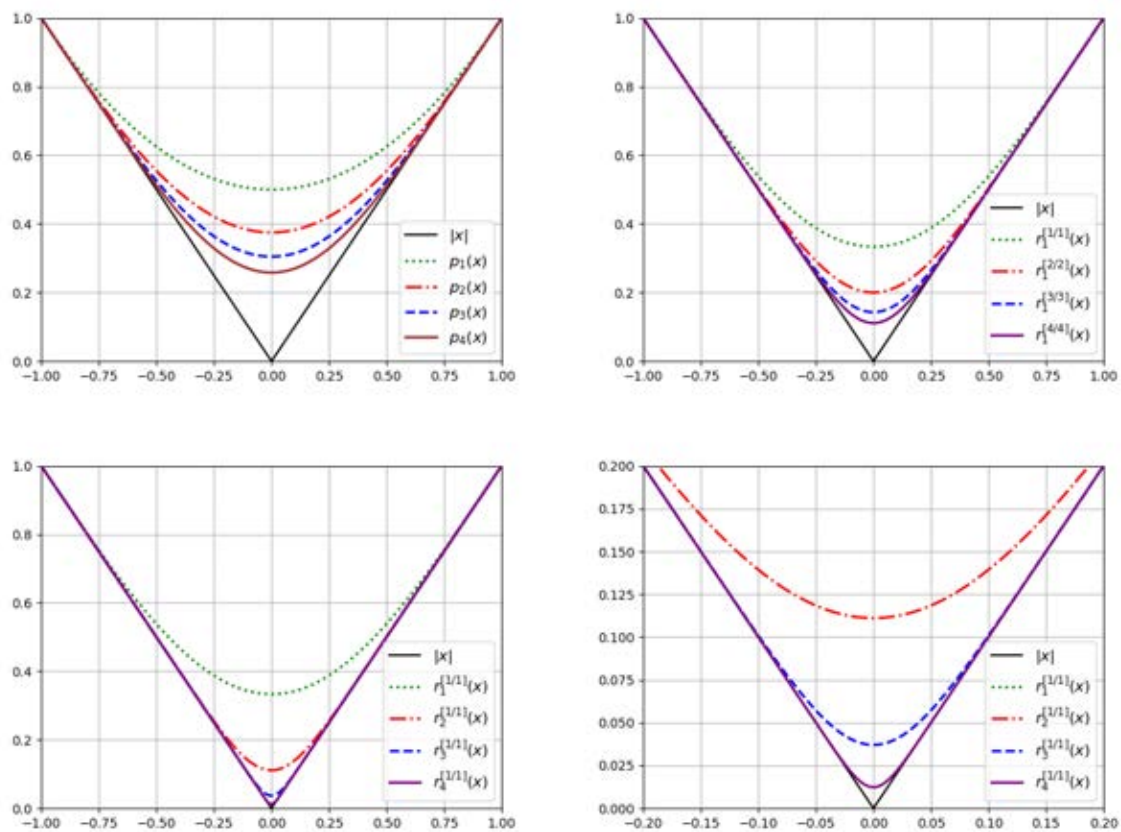 1.0
0.8
0.6
0.4
0.2
0.0
−1.00 −0.75 −0.50 −0.25 0.00 0.25 0.50 0.75 1.00
|x|
p₁(x)
p₂(x)
p₃(x)
p₄(x)
1.0
0.8
0.6
0.4
0.2
0.0
−1.00 −0.75 −0.50 −0.25 0.00 0.25 0.50 0.75 1.00
|x|
r₁^[1/1](x)
r₁^[2/2](x)
r₁^[3/3](x)
r₁^[4/4](x)
1.0
0.8
0.6
0.4
0.2
0.0
−1.00 −0.75 −0.50 −0.25 0.00 0.25 0.50 0.75 1.00
|x|
r₁^[1/1](x)
r₂^[1/1](x)
r₃^[1/1](x)
r₄^[1/1](x)
0.200
0.175
0.150
0.125
0.100
0.075
0.050
0.025
0.000
−0.20 −0.15 −0.10 −0.05 0.00 0.05 0.10 0.15 0.20
|x|
r₁^[1/1](x)
r₂^[1/1](x)
r₃^[1/1](x)
r₄^[1/1](x)